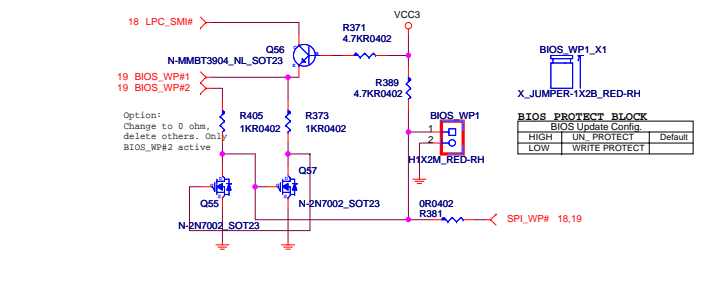 18 LPC_SMI#
R371
4.7KR0402
VCC3
Q56
N-MMBT3904_NL_SOT23
19 BIOS_WP#1
19 BIOS_WP#2
R389
4.7KR0402
BIOS_WP1_X1
X_JUMPER-1X2B_RED-RH
Option:
Change to 0 ohm,
delete others. Only
BIOS_WP#2 active
R405
1KR0402
R373
1KR0402
BIOS_WP1
1
2
H1X2M_RED-RH
BIOS PROTECT BLOCK
BIOS Update Config.
HIGH UN_PROTECT Default
LOW WRITE PROTECT
Q57
N-2N7002_SOT23
Q55
N-2N7002_SOT23
0R0402
R381
SPI_WP# 18,19